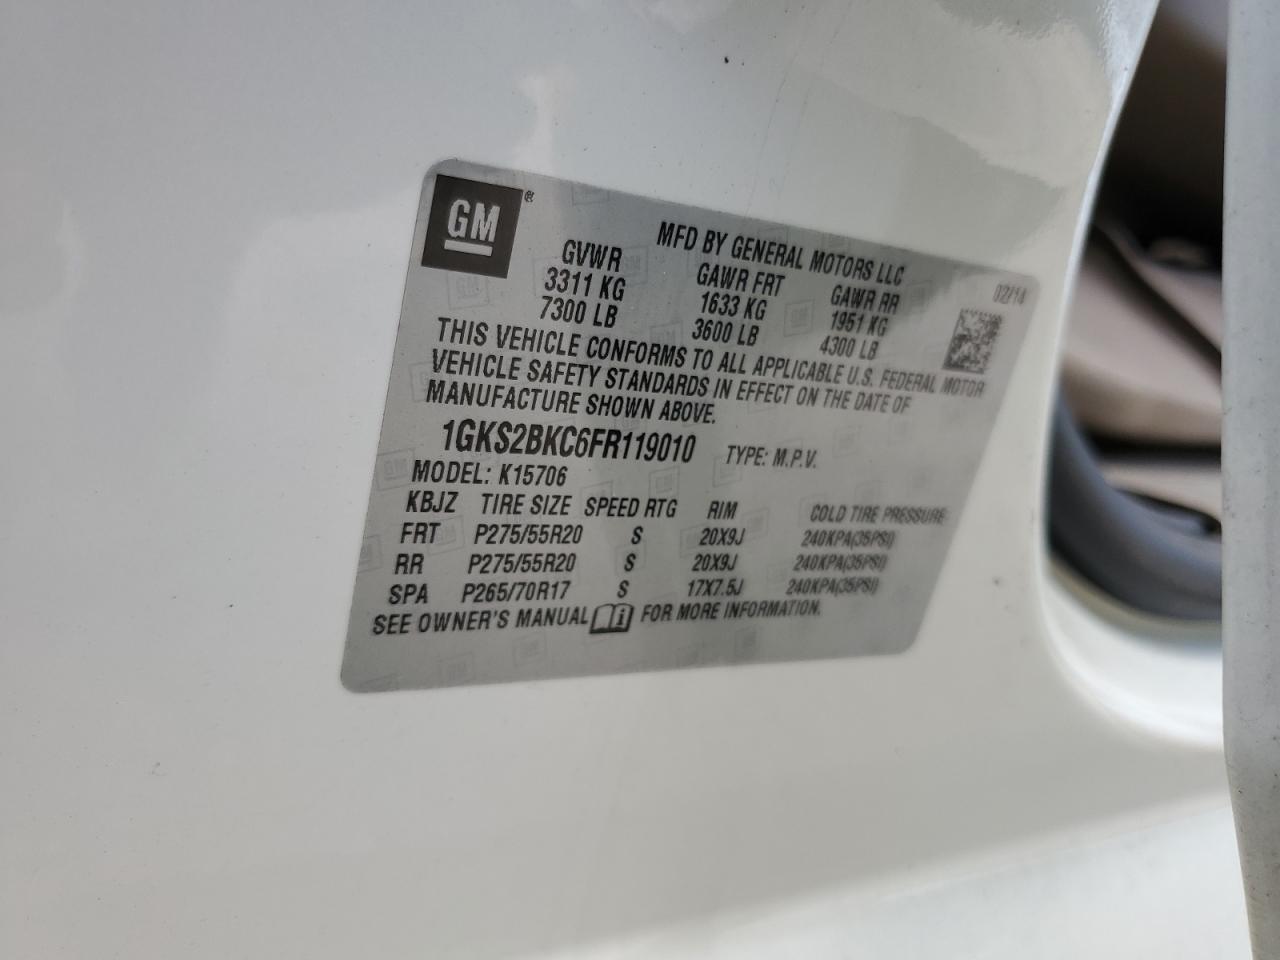 GM ®
MFD BY GENERAL MOTORS LLC
02/14
GVWR GAWR FRT GAWR RR
3311 KG 1633 KG 1951 KG
7300 LB 3600 LB 4300 LB
THIS VEHICLE CONFORMS TO ALL APPLICABLE U.S. FEDERAL MOTOR
VEHICLE SAFETY STANDARDS IN EFFECT ON THE DATE OF
MANUFACTURE SHOWN ABOVE.
1GKS2BKC6FR119010 TYPE: M.P.V.
MODEL: K15706
KBJZ TIRE SIZE SPEED RTG RIM COLD TIRE PRESSURE
FRT P275/55R20 S 20X9J 240KPA(35PSI)
RR P275/55R20 S 20X9J 240KPA(35PSI)
SPA P265/70R17 S 17X7.5J 240KPA(35PSI)
SEE OWNER'S MANUAL i FOR MORE INFORMATION.